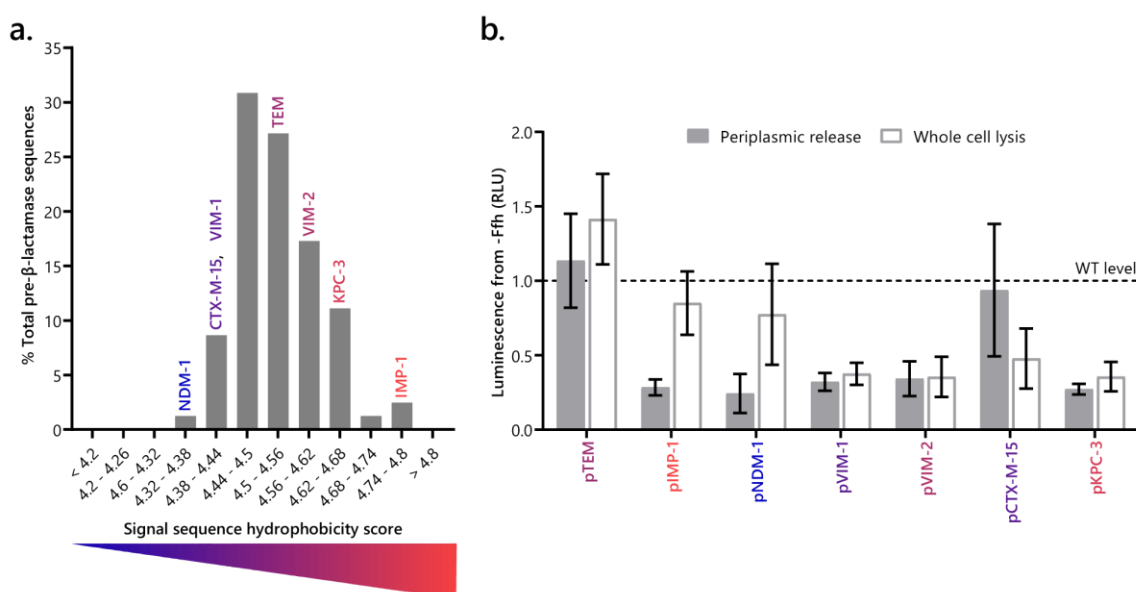 a.
% Total pre-β-lactamase sequences
35
30
25
20
15
10
5
0
NDM-1
CTX-M-15, VIM-1
TEM
VIM-2
KPC-3
IMP-1
< 4.2
4.2 - 4.26
4.6 - 4.32
4.32 - 4.38
4.38 - 4.44
4.44 - 4.5
4.5 - 4.56
4.56 - 4.62
4.62 - 4.68
4.68 - 4.74
4.74 - 4.8
> 4.8
Signal sequence hydrophobicity score
b.
Luminescence from -Ffh (RLU)
2.0
1.5
1.0
0.5
0.0
Periplasmic release
Whole cell lysis
WT level
pTEM
pIMP-1
pNDM-1
pVIM-1
pVIM-2
pCTX-M-15
pKPC-3